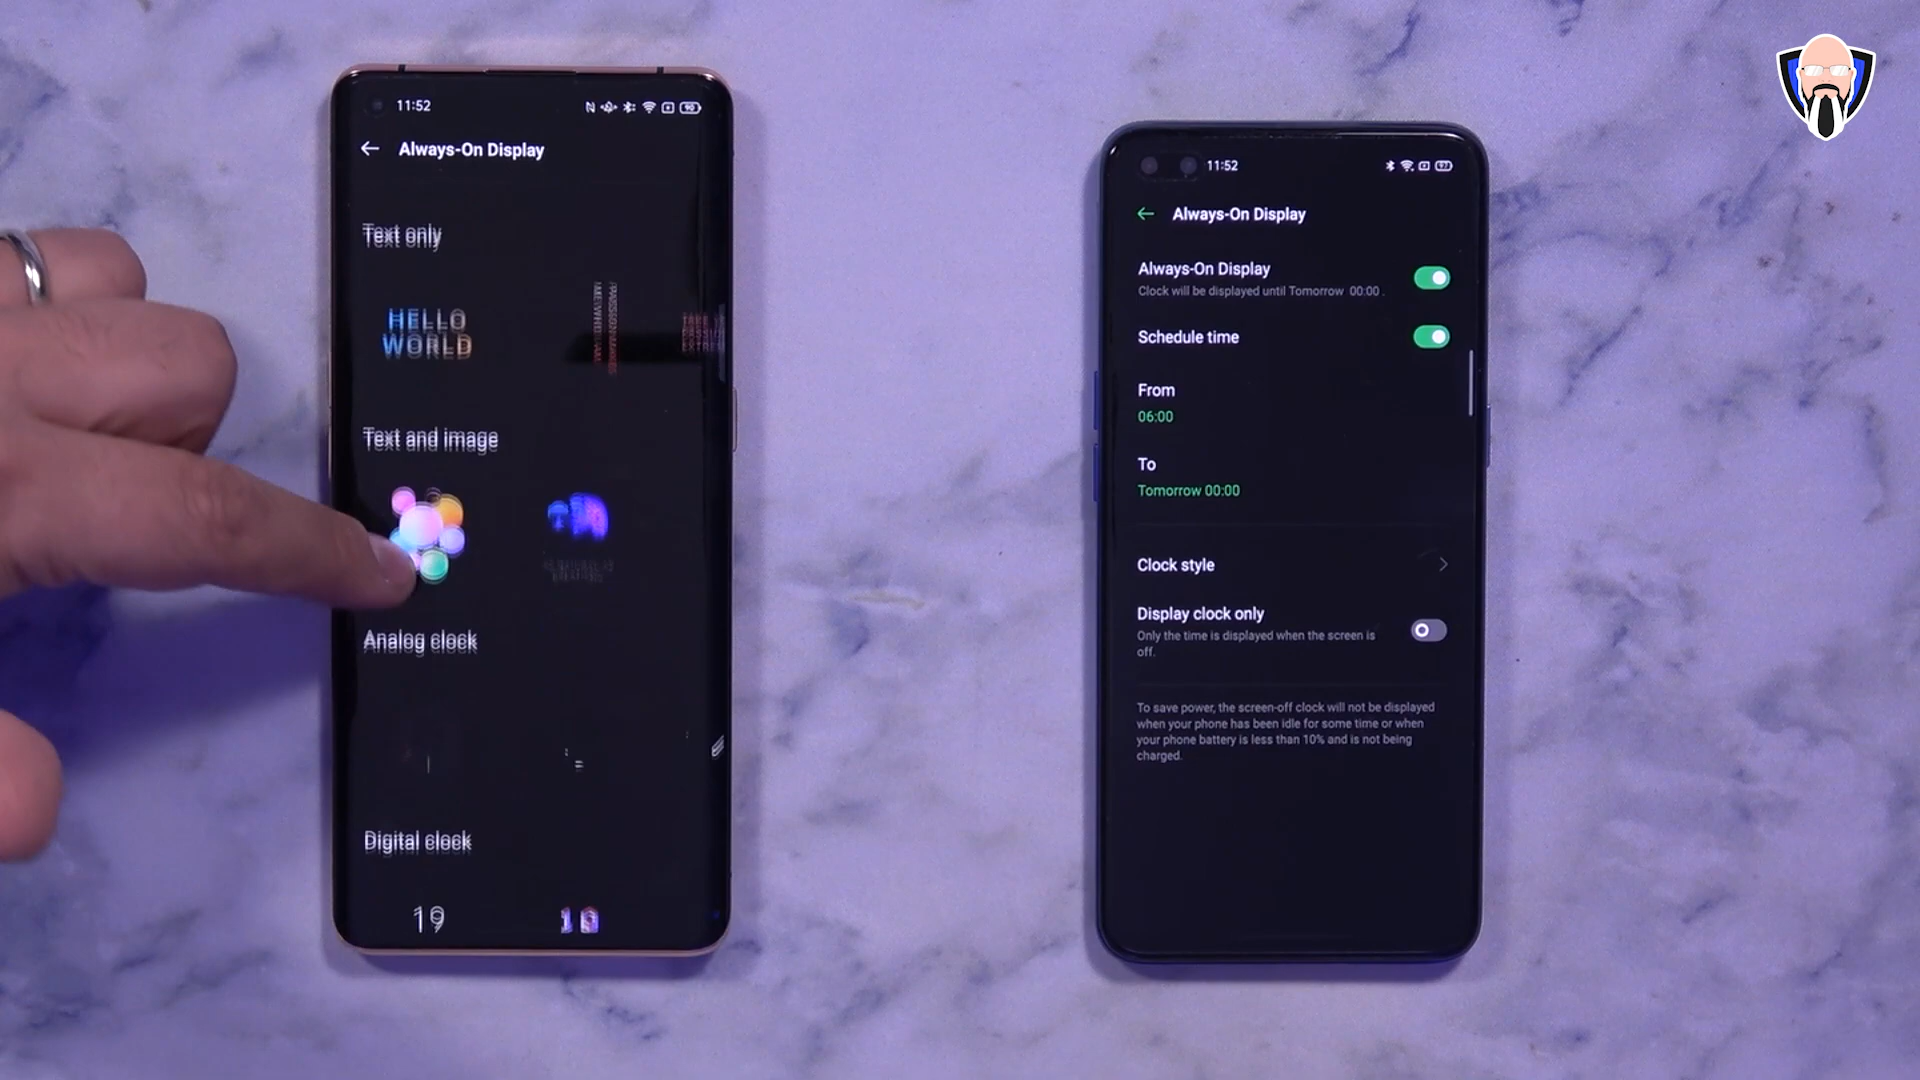 11:52
90
Always-On Display
Text only
HELLO
WORLD
Text and image
Analog clock
Digital clock
19
11:52
Always-On Display
Always-On Display
Clock will be displayed until Tomorrow 00:00 .
Schedule time
From
06:00
To
Tomorrow 00:00
Clock style
Display clock only
Only the time is displayed when the screen is
off.
To save power, the screen-off clock will not be displayed
when your phone has been idle for some time or when
your phone battery is less than 10% and is not being
charged.